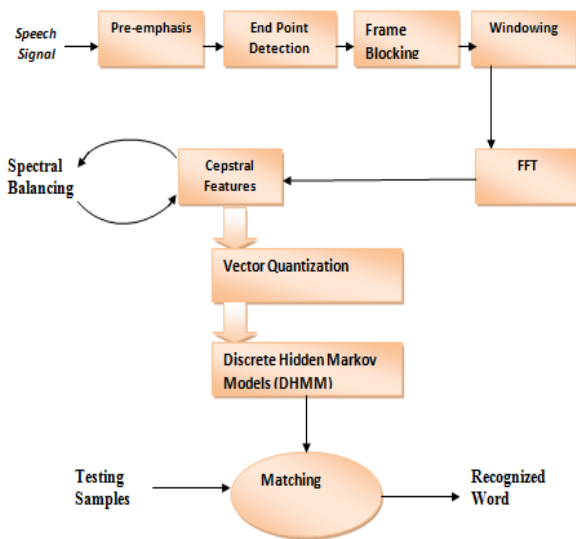 Speech
Signal
Pre-emphasis
End Point
Detection
Frame
Blocking
Windowing
Spectral
Balancing
Cepstral
Features
FFT
Vector Quantization
Discrete Hidden Markov
Models (DHMM)
Testing
Samples
Matching
Recognized
Word